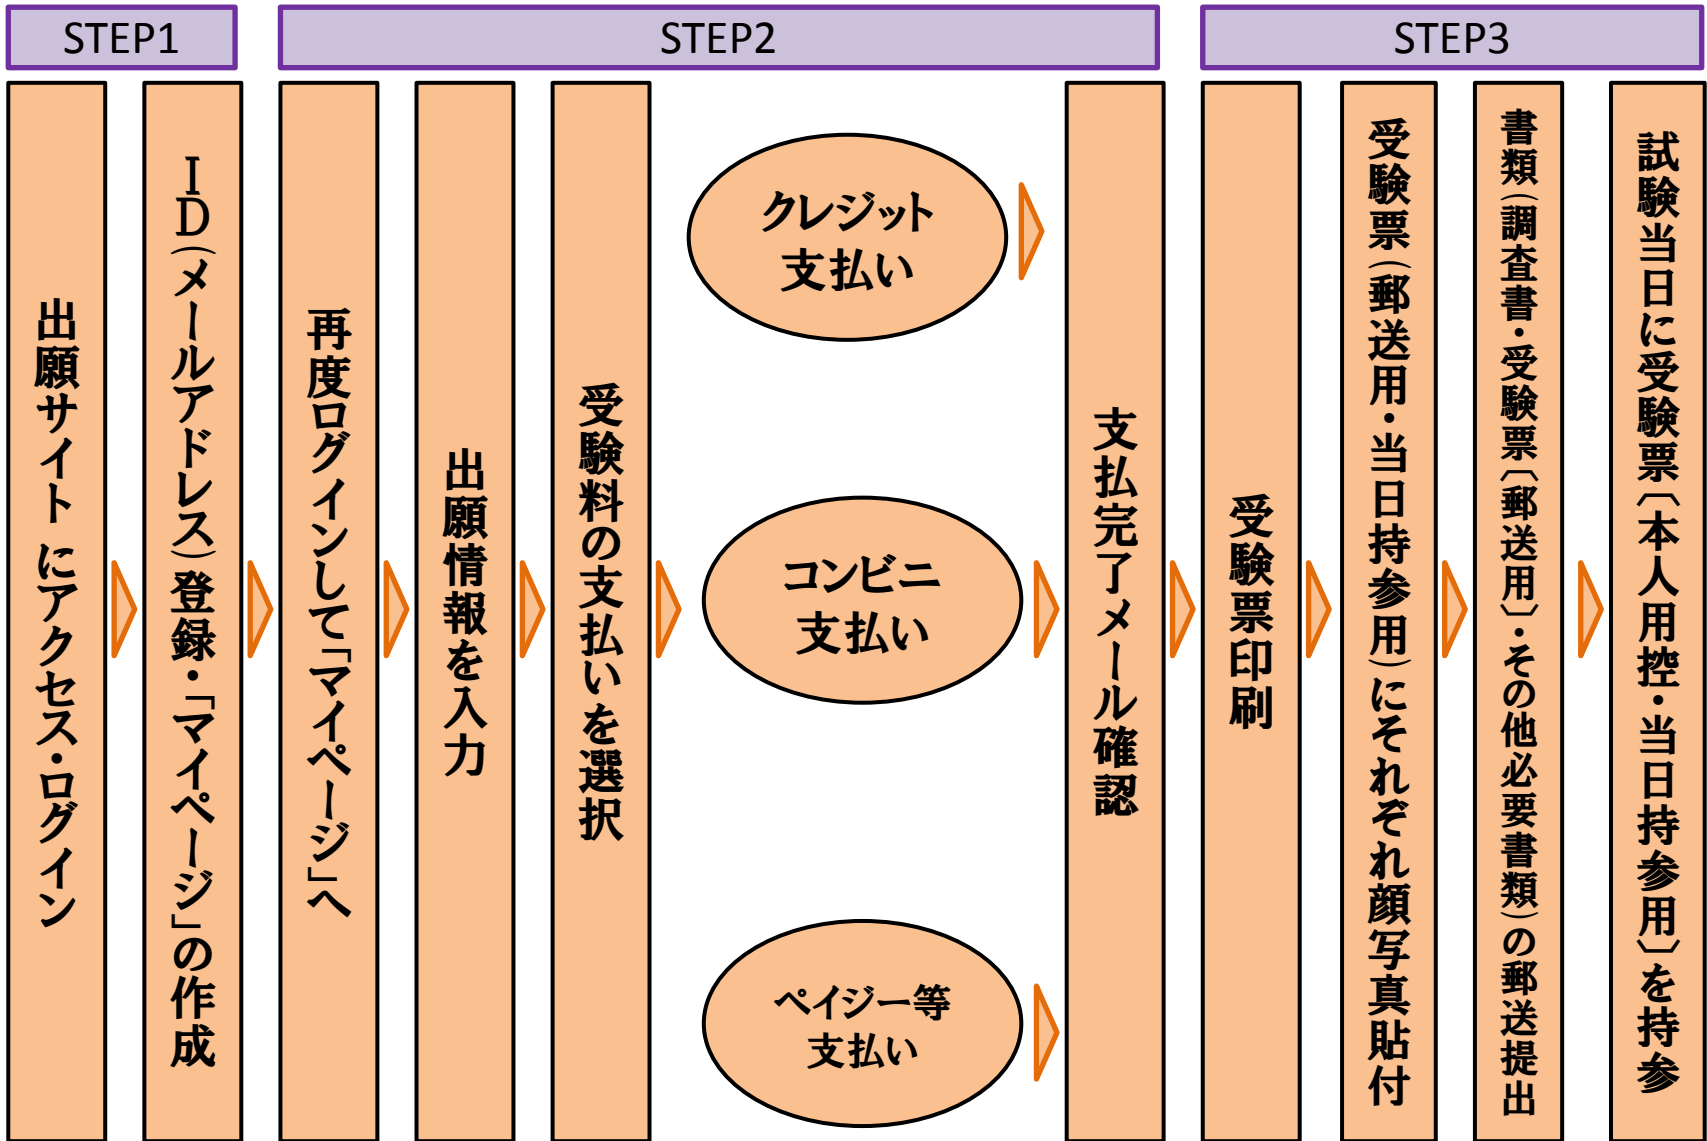 STEP1
STEP2
STEP3
出願サイトにアクセス・ログイン
ID(メールアドレス)登録・「マイページ」の作成
再度ログインして「マイページ」へ
出願情報を入力
受験料の支払いを選択
クレジット
支払い
コンビニ
支払い
ペイジー等
支払い
支払完了メール確認
受験票印刷
受験票(郵送用・当日持参用)にそれぞれ顔写真貼付
書類(調査書・受験票〔郵送用〕・その他必要書類)の郵送提出
試験当日に受験票〔本人用控・当日持参用〕を持参